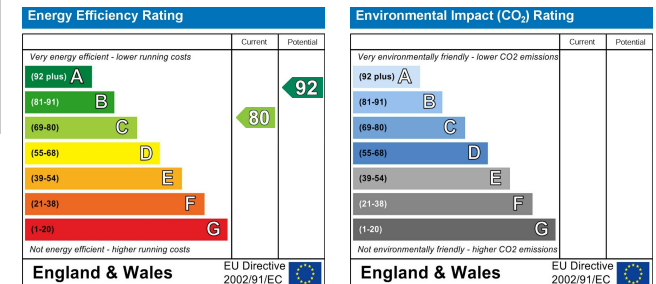 Energy Efficiency Rating
Current Potential
Very energy efficient - lower running costs
(92 plus) A
(81-91) B
(69-80) C
(55-68) D
(39-54) E
(21-38) F
(1-20) G
80
92
Not energy efficient - higher running costs
England & Wales
EU Directive
2002/91/EC
Environmental Impact (CO₂) Rating
Current Potential
Very environmentally friendly - lower CO2 emissions
(92 plus) A
(81-91) B
(69-80) C
(55-68) D
(39-54) E
(21-38) F
(1-20) G
Not environmentally friendly - higher CO2 emissions
England & Wales
EU Directive
2002/91/EC